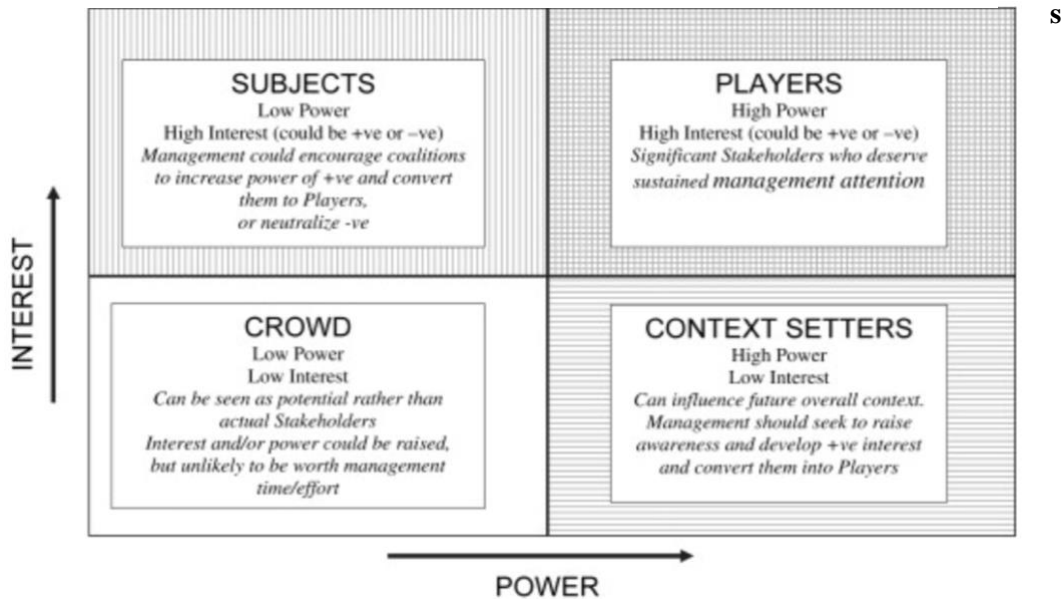 s
SUBJECTS
Low Power
High Interest (could be +ve or –ve)
Management could encourage coalitions
to increase power of +ve and convert
them to Players,
or neutralize -ve
PLAYERS
High Power
High Interest (could be +ve or –ve)
Significant Stakeholders who deserve
sustained management attention
INTEREST
CROWD
Low Power
Low Interest
Can be seen as potential rather than
actual Stakeholders
Interest and/or power could be raised,
but unlikely to be worth management
time/effort
CONTEXT SETTERS
High Power
Low Interest
Can influence future overall context.
Management should seek to raise
awareness and develop +ve interest
and convert them into Players
POWER